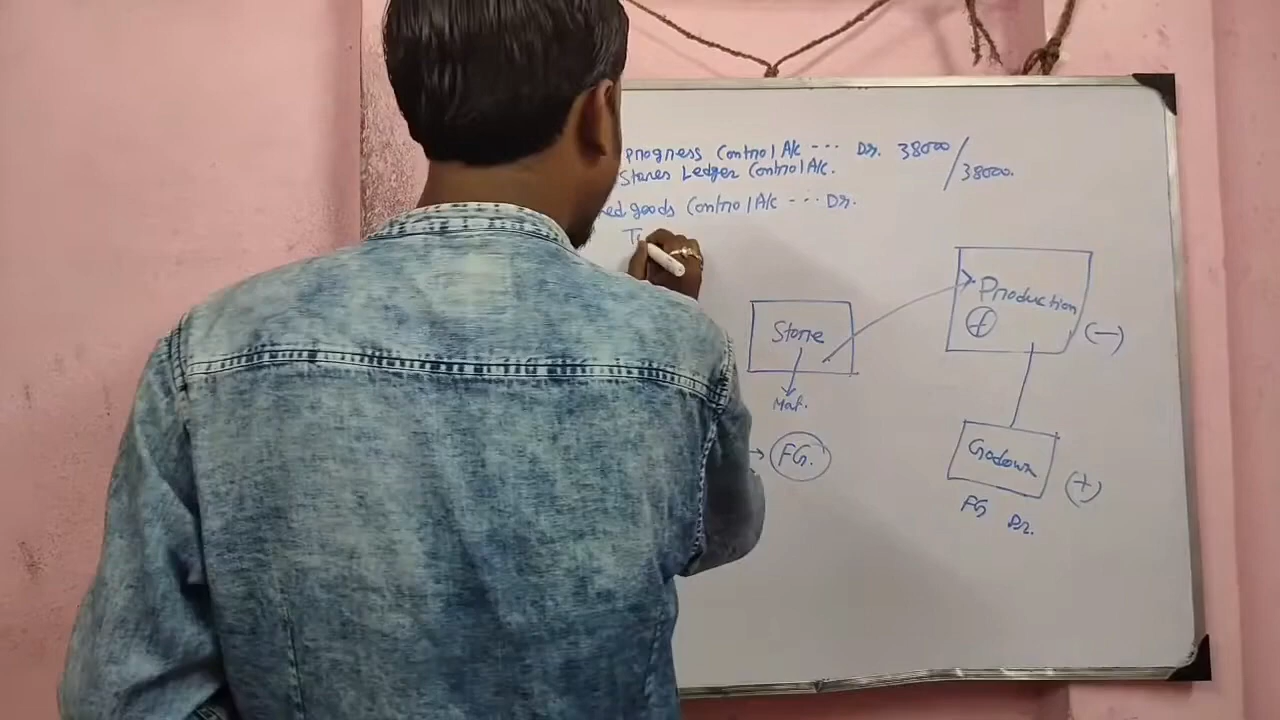 progress Control A/c --- Dr. 38000
Stores Ledger Control A/c. 38000.
ed goods Control A/c --- Dr.
T
Production
(—)
Store
Mat.
FG.
Godown
(+)
FG Dr.